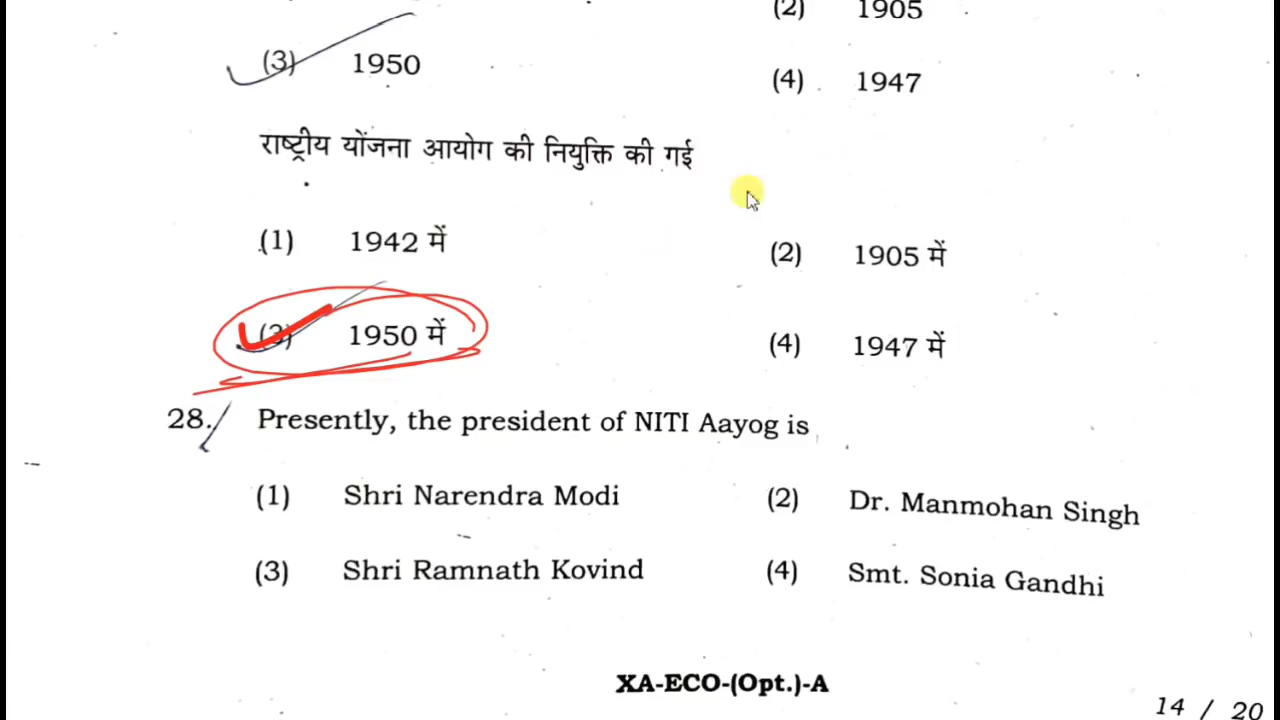 (2) 1905
(3) 1950
(4) 1947
राष्ट्रीय योंजना आयोग की नियुक्ति की गई
(1) 1942 में
(2) 1905 में
(3) 1950 में
(4) 1947 में
28. Presently, the president of NITI Aayog is
(1) Shri Narendra Modi
(2) Dr. Manmohan Singh
(3) Shri Ramnath Kovind
(4) Smt. Sonia Gandhi
XA-ECO-(Opt.)-A
14 / 20